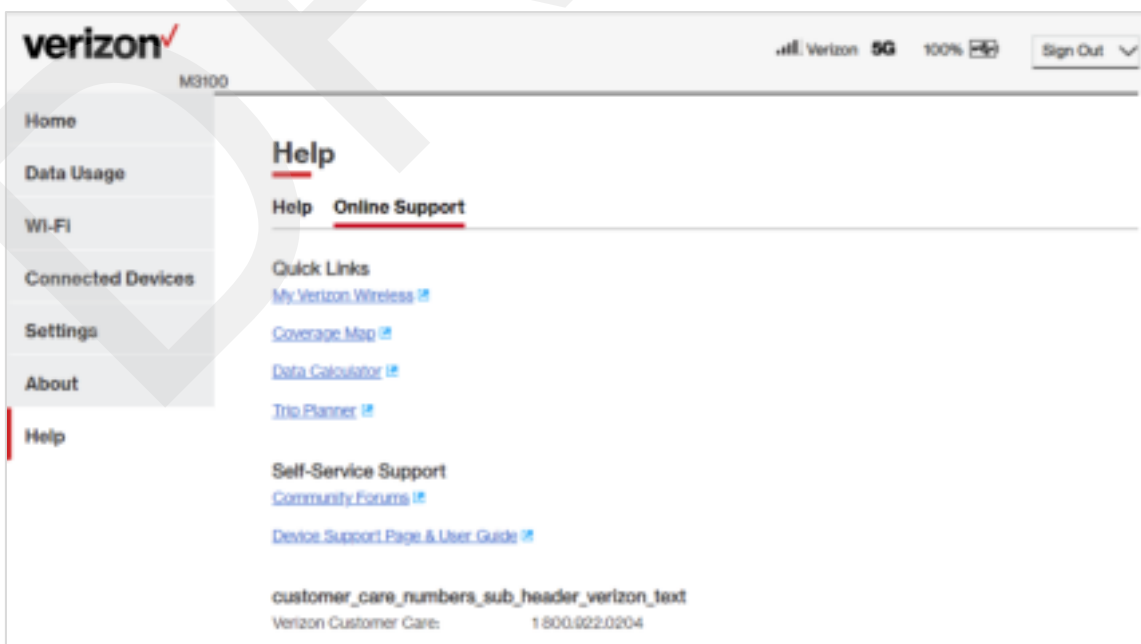 verizon
Verizon 5G 100% Sign Out
M3100
Home
Data Usage
Wi-Fi
Connected Devices
Settings
About
Help
Help
Help Online Support
Quick Links
My Verizon Wireless
Coverage Map
Data Calculator
Trip Planner
Self-Service Support
Community Forums
Device Support Page & User Guide
customer_care_numbers_sub_header_verizon_text
Verizon Customer Care: 1 800.922.0204